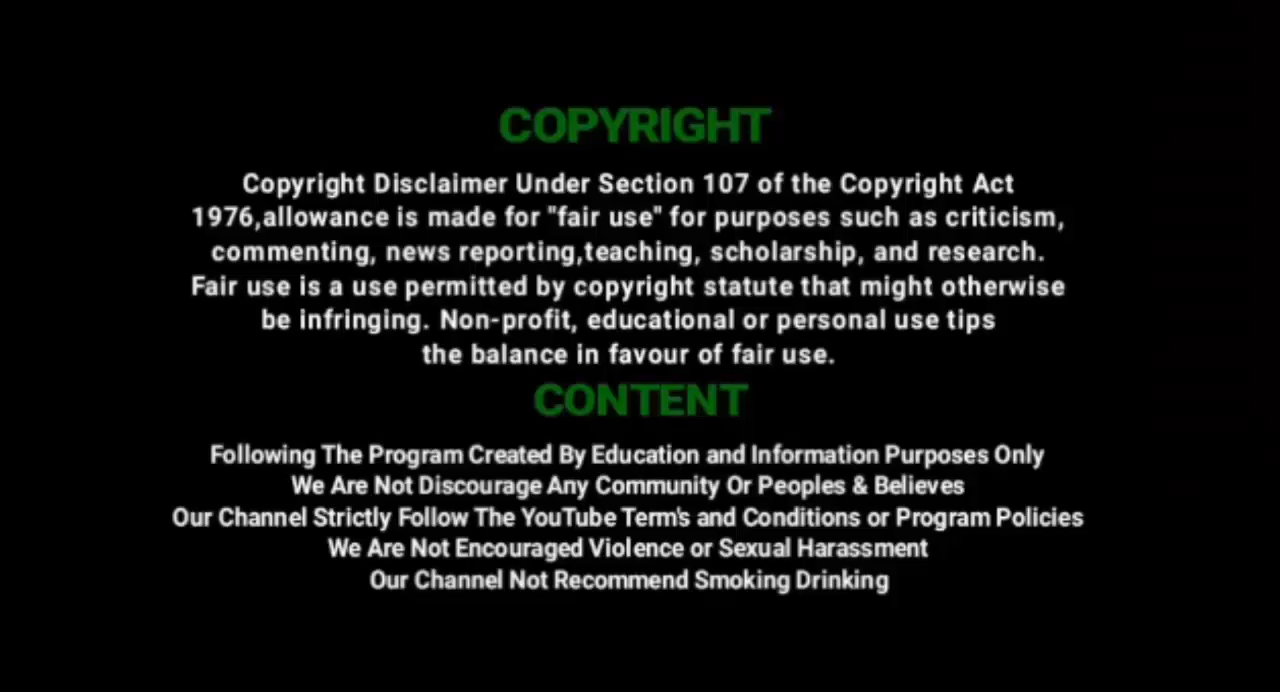 COPYRIGHT
Copyright Disclaimer Under Section 107 of the Copyright Act
1976,allowance is made for "fair use" for purposes such as criticism,
commenting, news reporting,teaching, scholarship, and research.
Fair use is a use permitted by copyright statute that might otherwise
be infringing. Non-profit, educational or personal use tips
the balance in favour of fair use.
CONTENT
Following The Program Created By Education and Information Purposes Only
We Are Not Discourage Any Community Or Peoples & Believes
Our Channel Strictly Follow The YouTube Term's and Conditions or Program Policies
We Are Not Encouraged Violence or Sexual Harassment
Our Channel Not Recommend Smoking Drinking